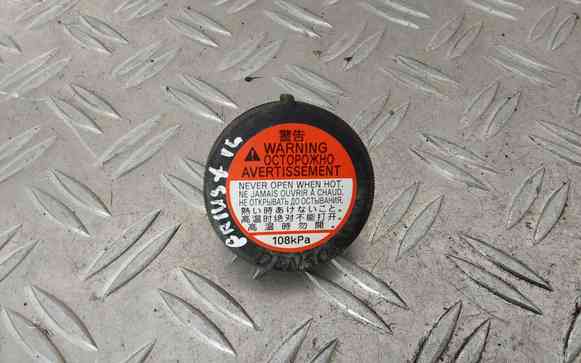 警告
WARNING
ОСТОРОЖНО
AVERTISSEMENT
NEVER OPEN WHEN HOT.
NE JAMAIS OUVRIR À CHAUD.
НЕ ОТКРЫВАТЬ ДО ОСТЫВАНИЯ.
熱い時あけないこと。
高温时绝对不能打开。
高溫時勿開。
108kPa
DENSO
PRIUS+ VG